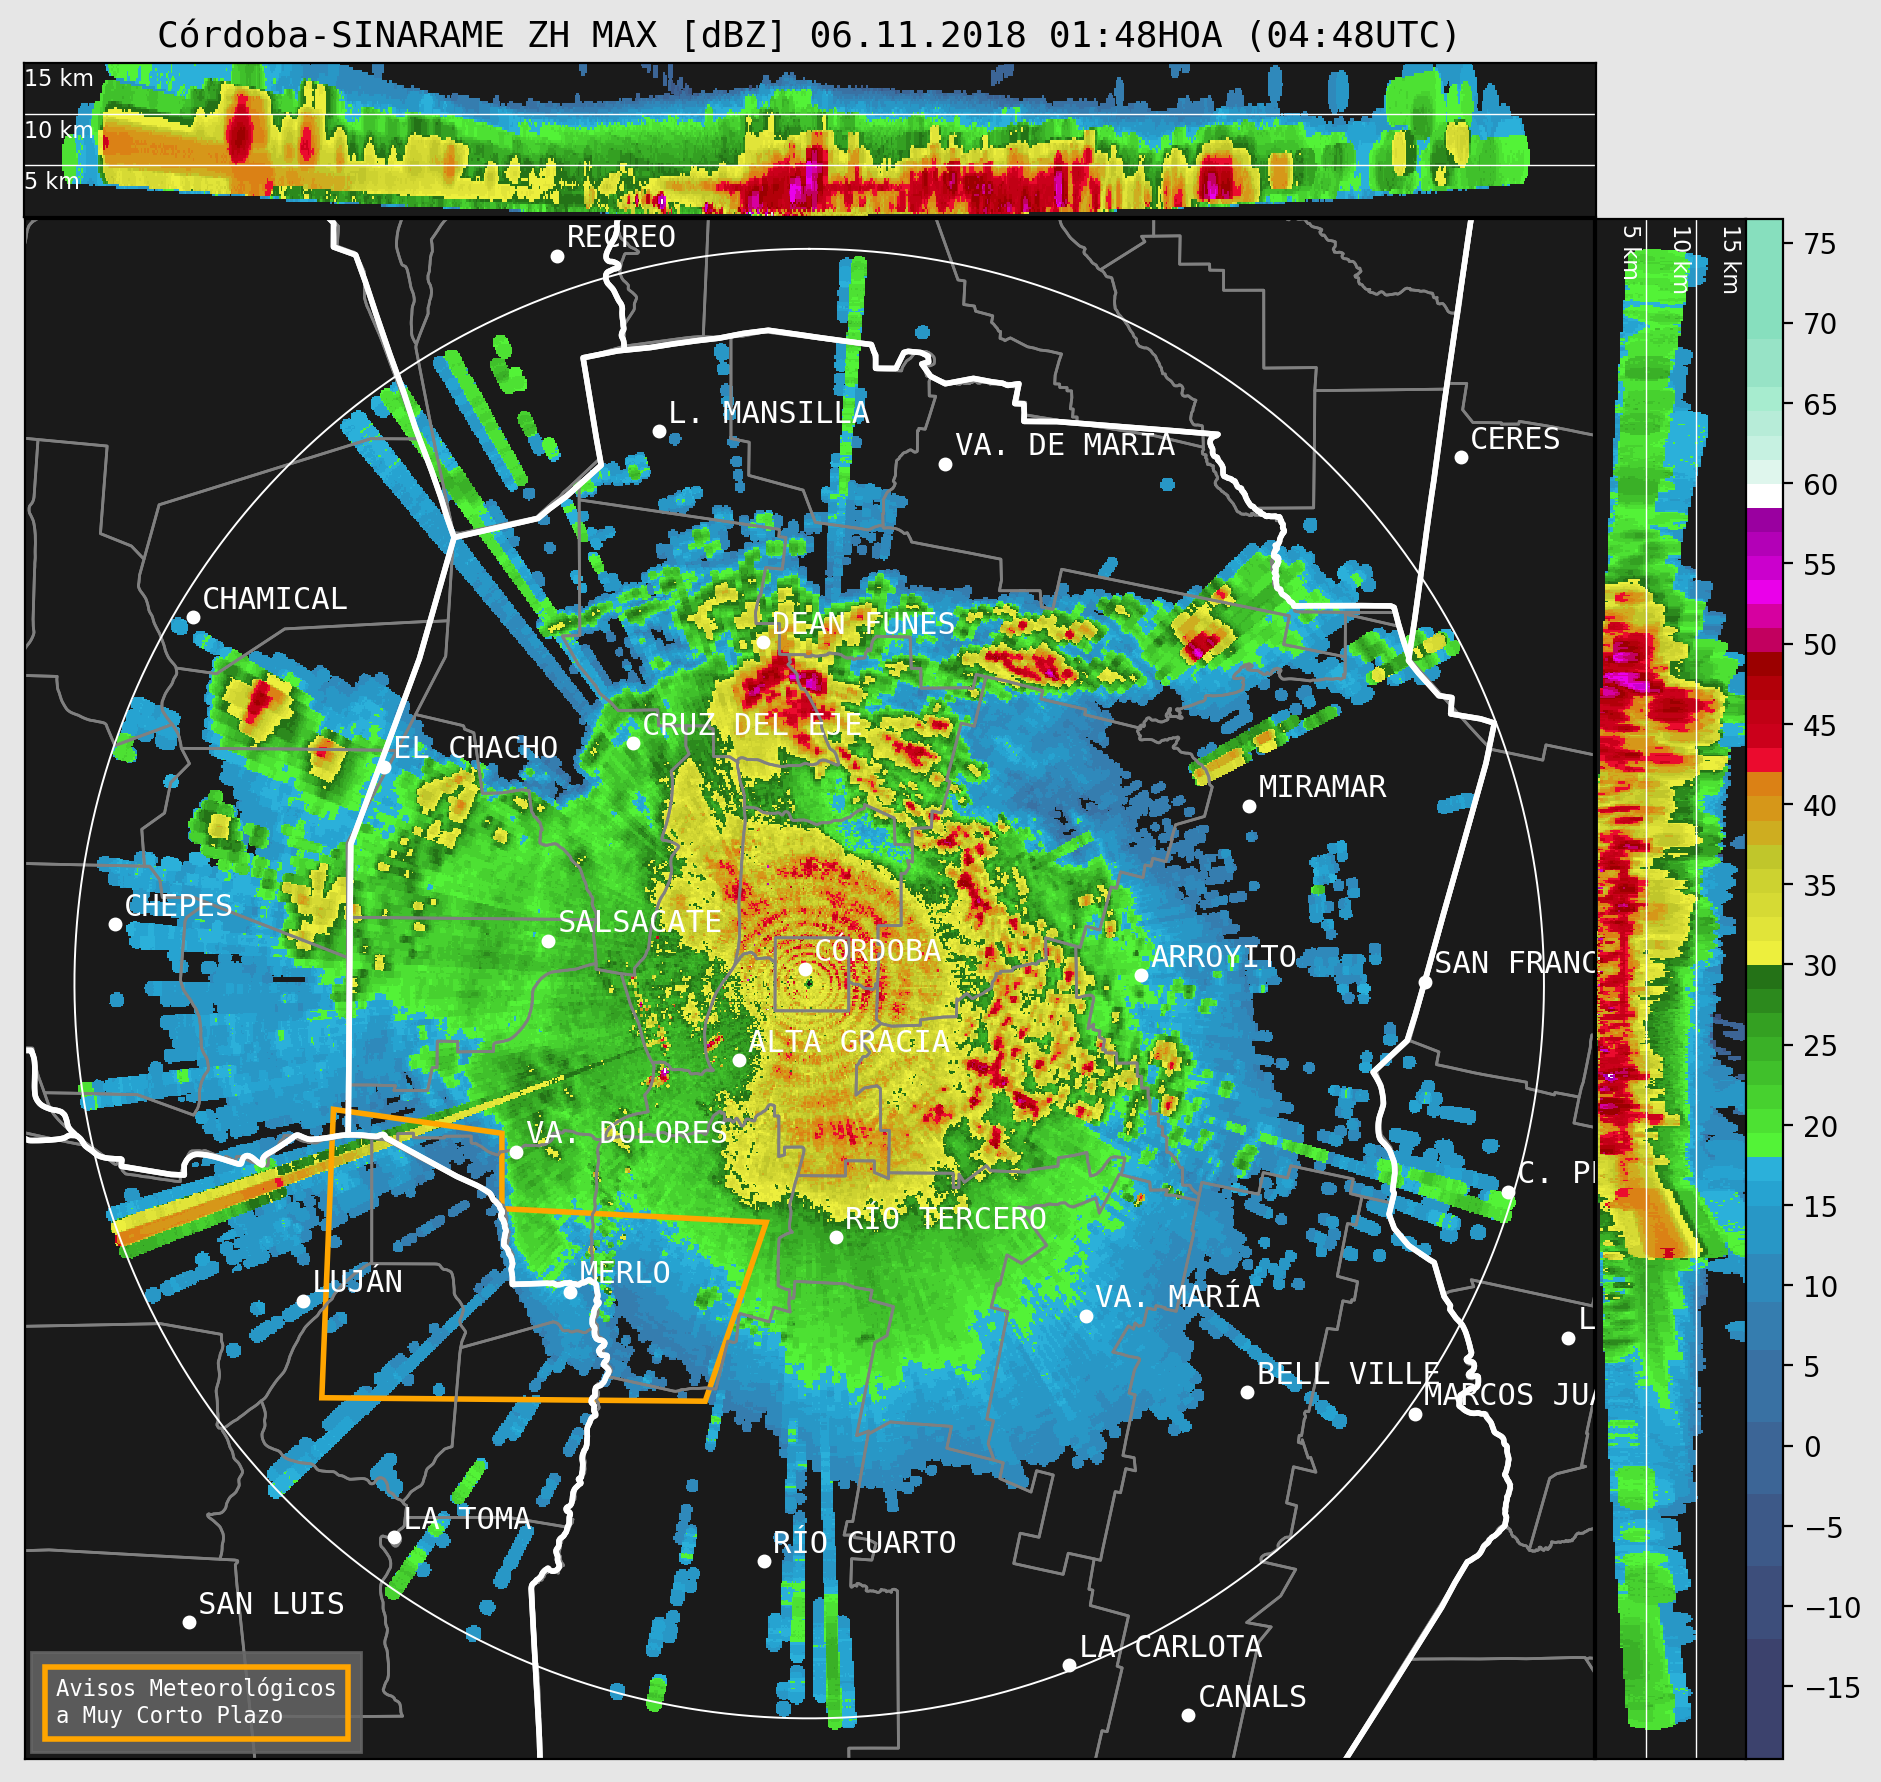 Córdoba-SINARAME ZH MAX [dBZ] 06.11.2018 01:48HOA (04:48UTC)
15 km
10 km
5 km
5 km
10 km
15 km
RECREO
L. MANSILLA
VA. DE MARIA
CERES
CHAMICAL
DEAN FUNES
CRUZ DEL EJE
EL CHACHO
MIRAMAR
CHEPES
SALSACATE
CÓRDOBA
ARROYITO
SAN FRANC
ALTA GRACIA
VA. DOLORES
C. PE
RÍO TERCERO
MERLO
LUJÁN
VA. MARÍA
L
BELL VILLE
MARCOS JUÁ
LA TOMA
RÍO CUARTO
SAN LUIS
LA CARLOTA
CANALS
Avisos Meteorológicos
a Muy Corto Plazo
75
70
65
60
55
50
45
40
35
30
25
20
15
10
5
0
−5
−10
−15